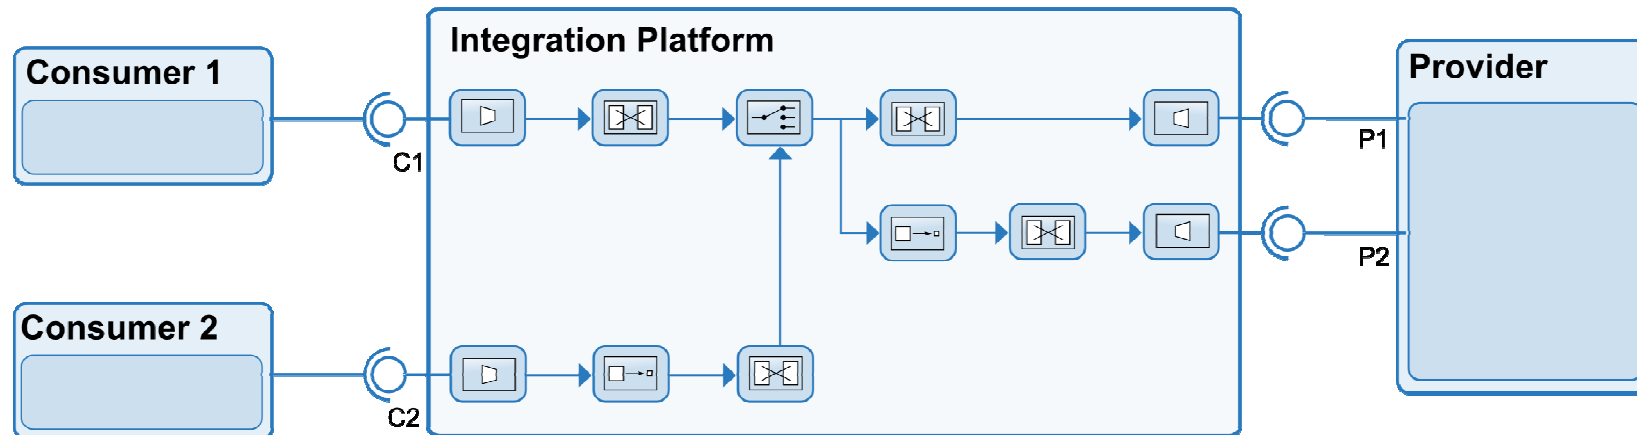 Integration Platform
Consumer 1
Provider
C1
P1
P2
Consumer 2
C2